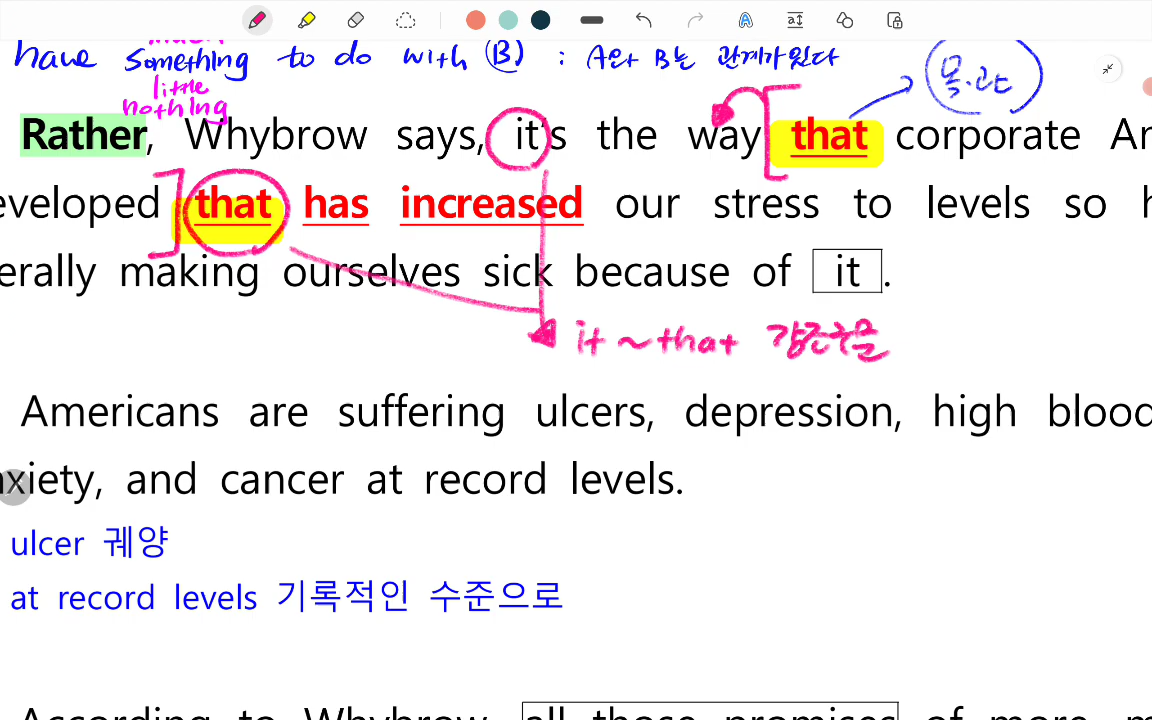 have something to do with (B) : A와 B는 관계가 있다
little
nothing
목.관
Rather, Whybrow says, it's the way that corporate
eveloped that has increased our stress to levels so
erally making ourselves sick because of it.
it ~ that 강조구문
Americans are suffering ulcers, depression, high blood
nxiety, and cancer at record levels.
ulcer 궤양
at record levels 기록적인 수준으로
According to Whybrow, all those promises of more